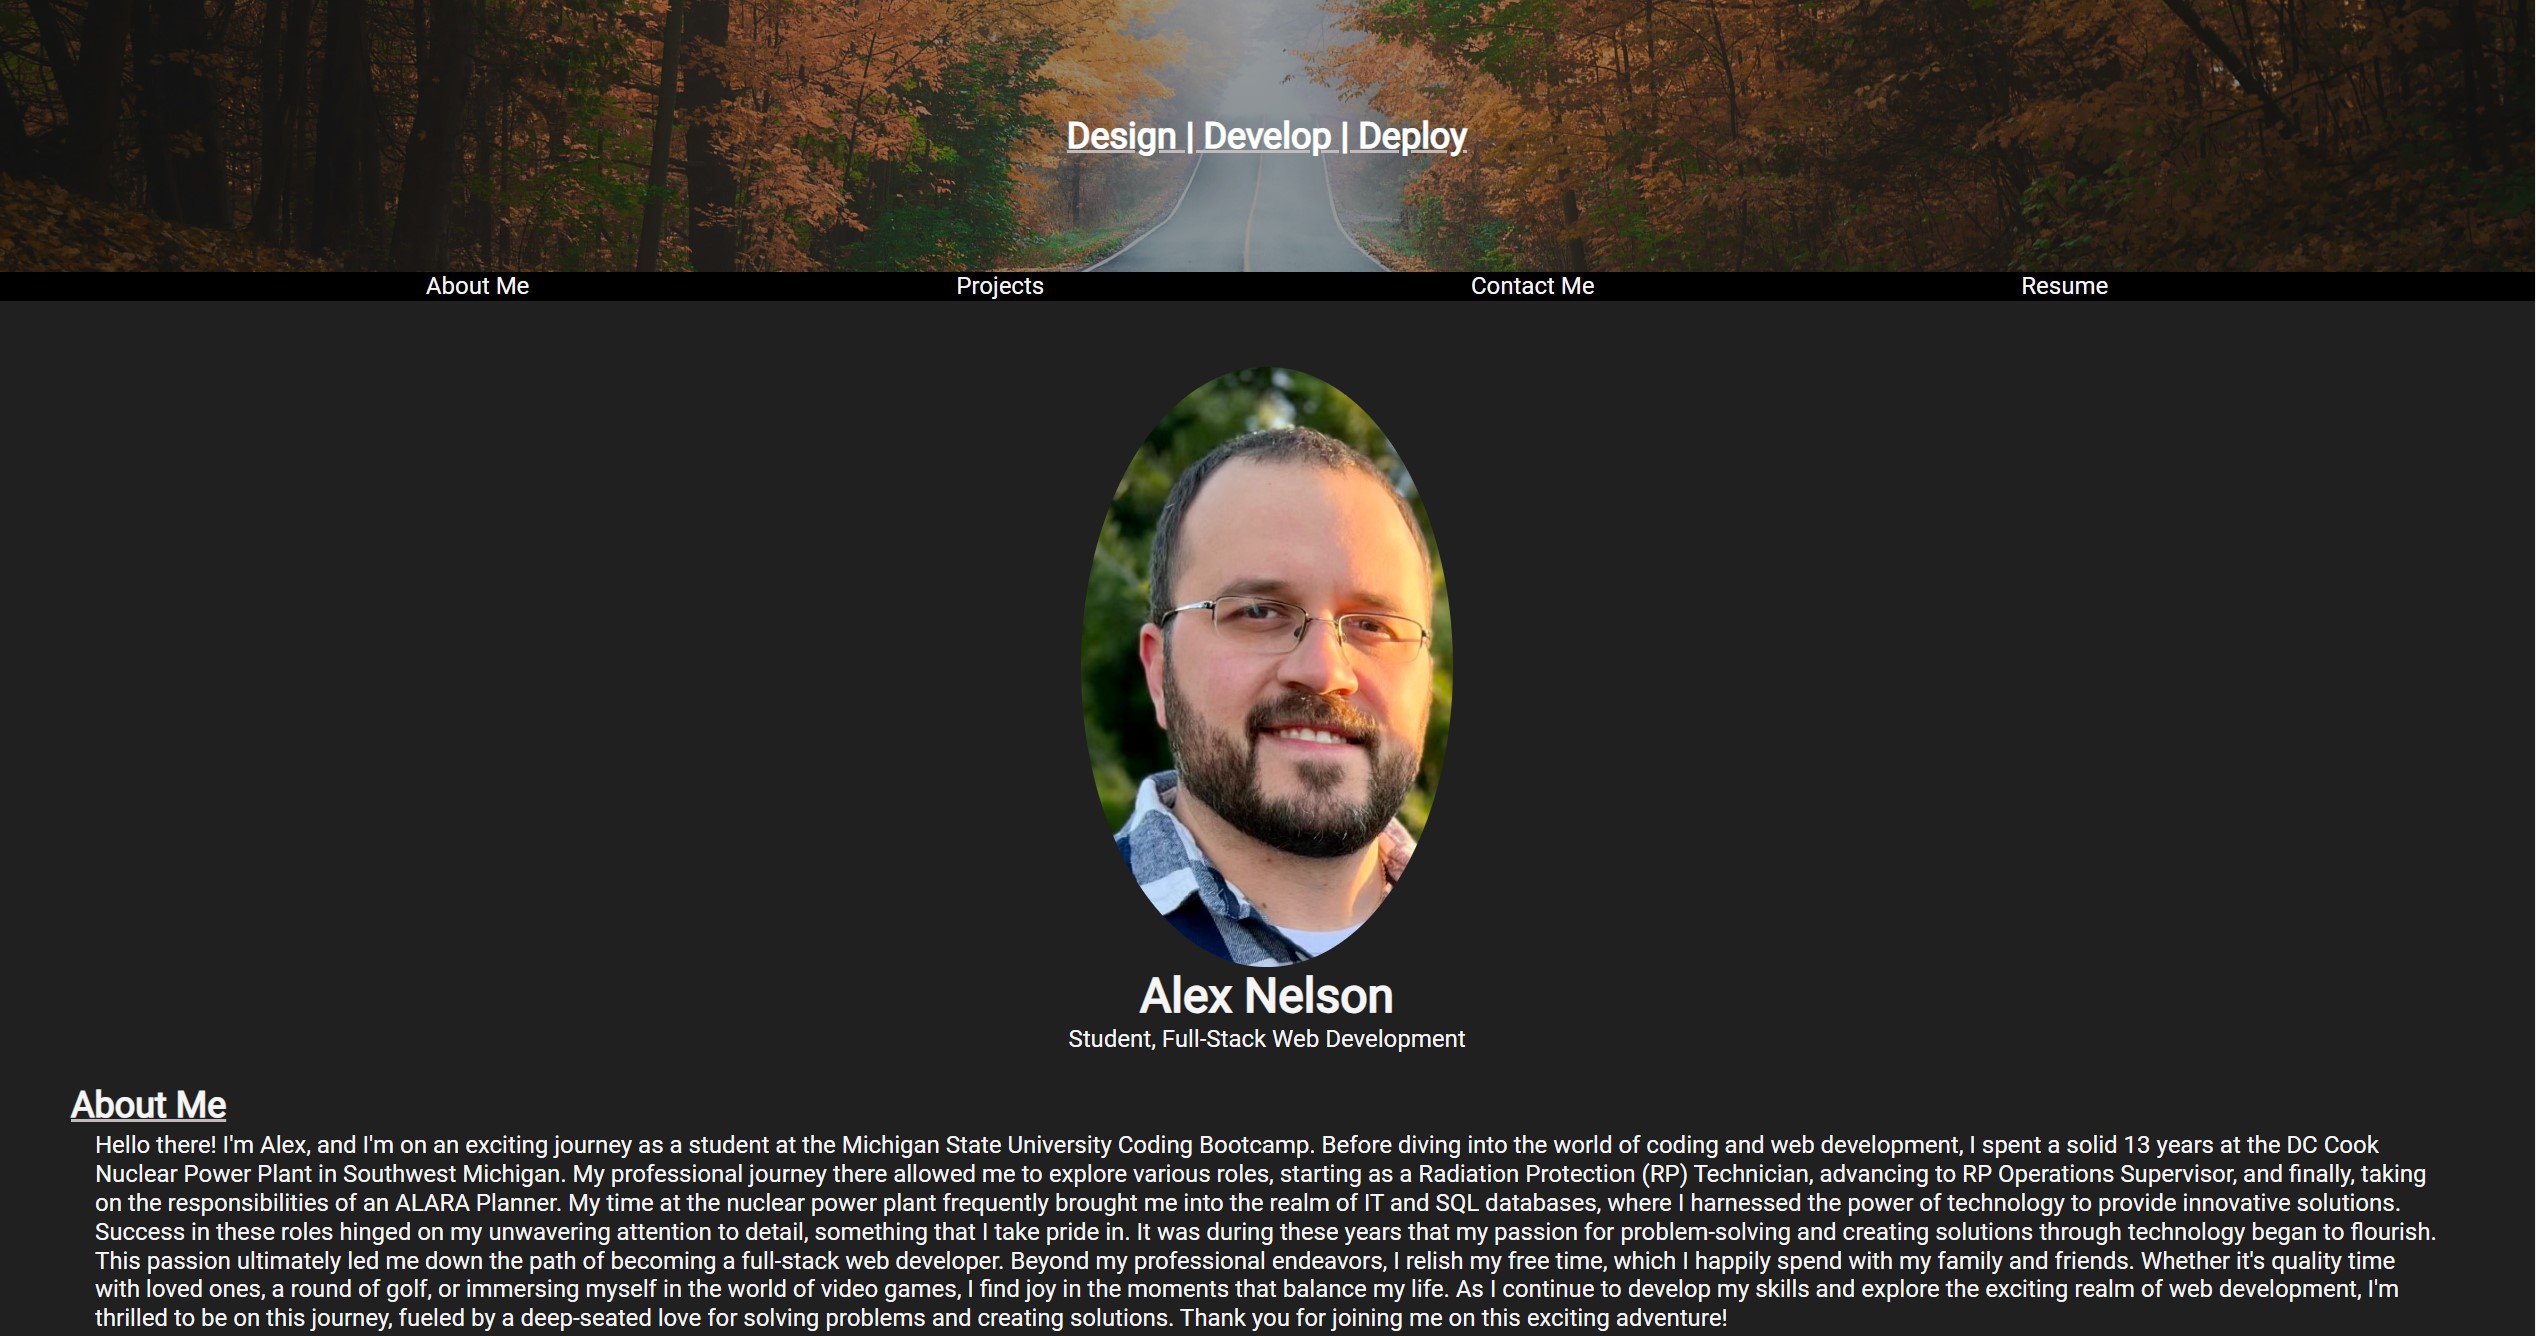 Design | Develop | Deploy
About Me
Projects
Contact Me
Resume
Alex Nelson
Student, Full-Stack Web Development
About Me
Hello there! I'm Alex, and I'm on an exciting journey as a student at the Michigan State University Coding Bootcamp. Before diving into the world of coding and web development, I spent a solid 13 years at the DC Cook
Nuclear Power Plant in Southwest Michigan. My professional journey there allowed me to explore various roles, starting as a Radiation Protection (RP) Technician, advancing to RP Operations Supervisor, and finally, taking
on the responsibilities of an ALARA Planner. My time at the nuclear power plant frequently brought me into the realm of IT and SQL databases, where I harnessed the power of technology to provide innovative solutions.
Success in these roles hinged on my unwavering attention to detail, something that I take pride in. It was during these years that my passion for problem-solving and creating solutions through technology began to flourish.
This passion ultimately led me down the path of becoming a full-stack web developer. Beyond my professional endeavors, I relish my free time, which I happily spend with my family and friends. Whether it's quality time
with loved ones, a round of golf, or immersing myself in the world of video games, I find joy in the moments that balance my life. As I continue to develop my skills and explore the exciting realm of web development, I'm
thrilled to be on this journey, fueled by a deep-seated love for solving problems and creating solutions. Thank you for joining me on this exciting adventure!